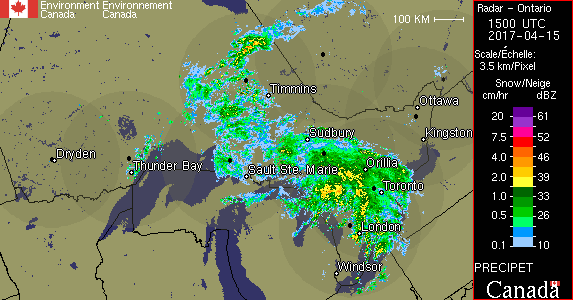 Environment Environnement
Canada Canada
100 KM
Timmins
Ottawa
Sudbury
Kingston
Dryden
Thunder Bay
Sault Ste. Marie
Orillia
Toronto
London
Windsor
Radar - Ontario
1500 UTC
2017-04-15
Scale/Échelle:
3.5 km/Pixel
Snow/Neige
cm/hr dBZ
20 61
7.5 52
4.0 46
2.0 39
1.0 33
0.5 26
0.1 10
PRECIPET
Canada